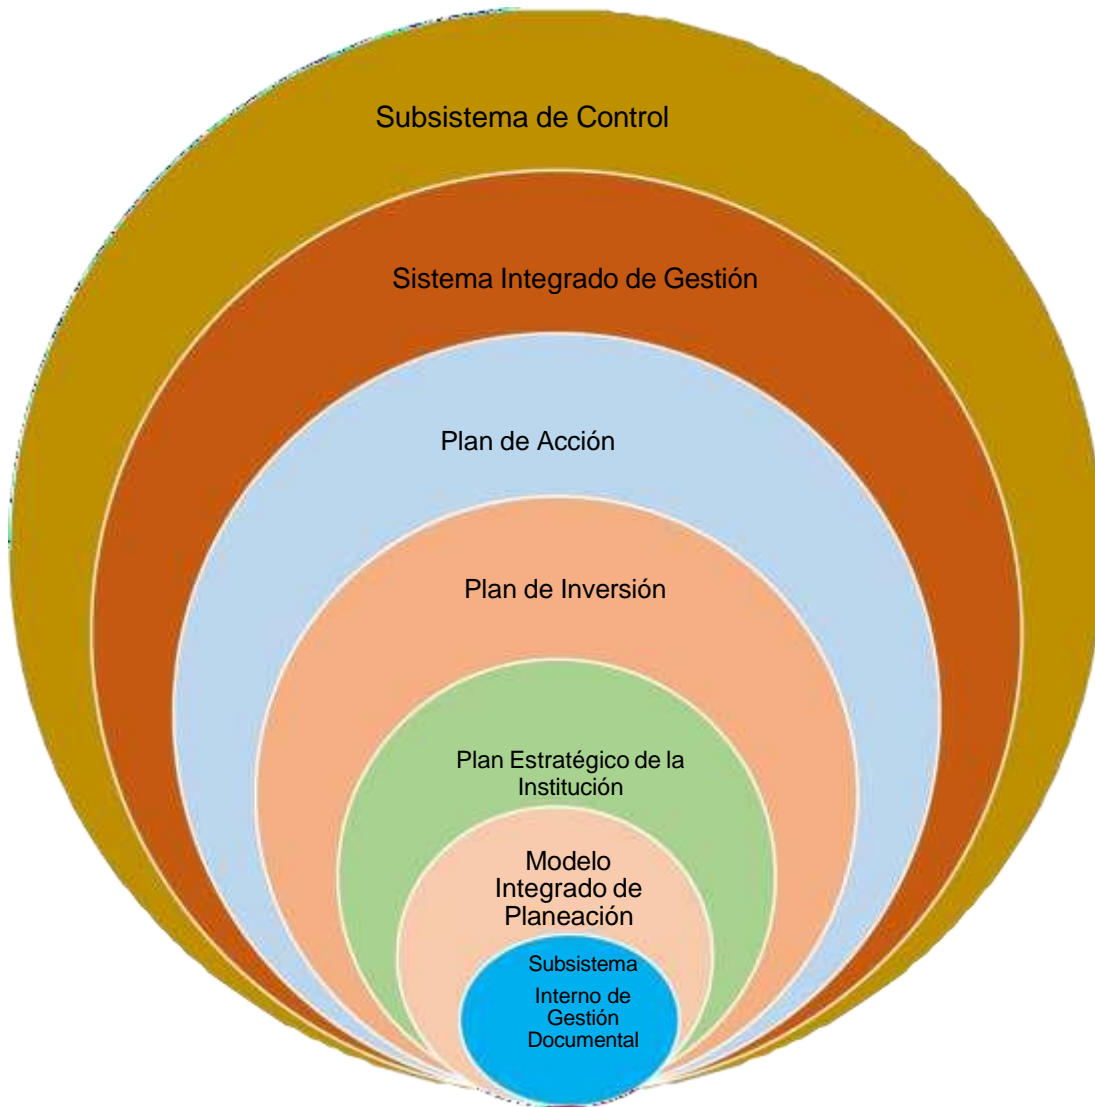 Subsistema de Control
Sistema Integrado de Gestión
Plan de Acción
Plan de Inversión
Plan Estratégico de la
Institución
Modelo
Integrado de
Planeación
Subsistema
Interno de
Gestión
Documental